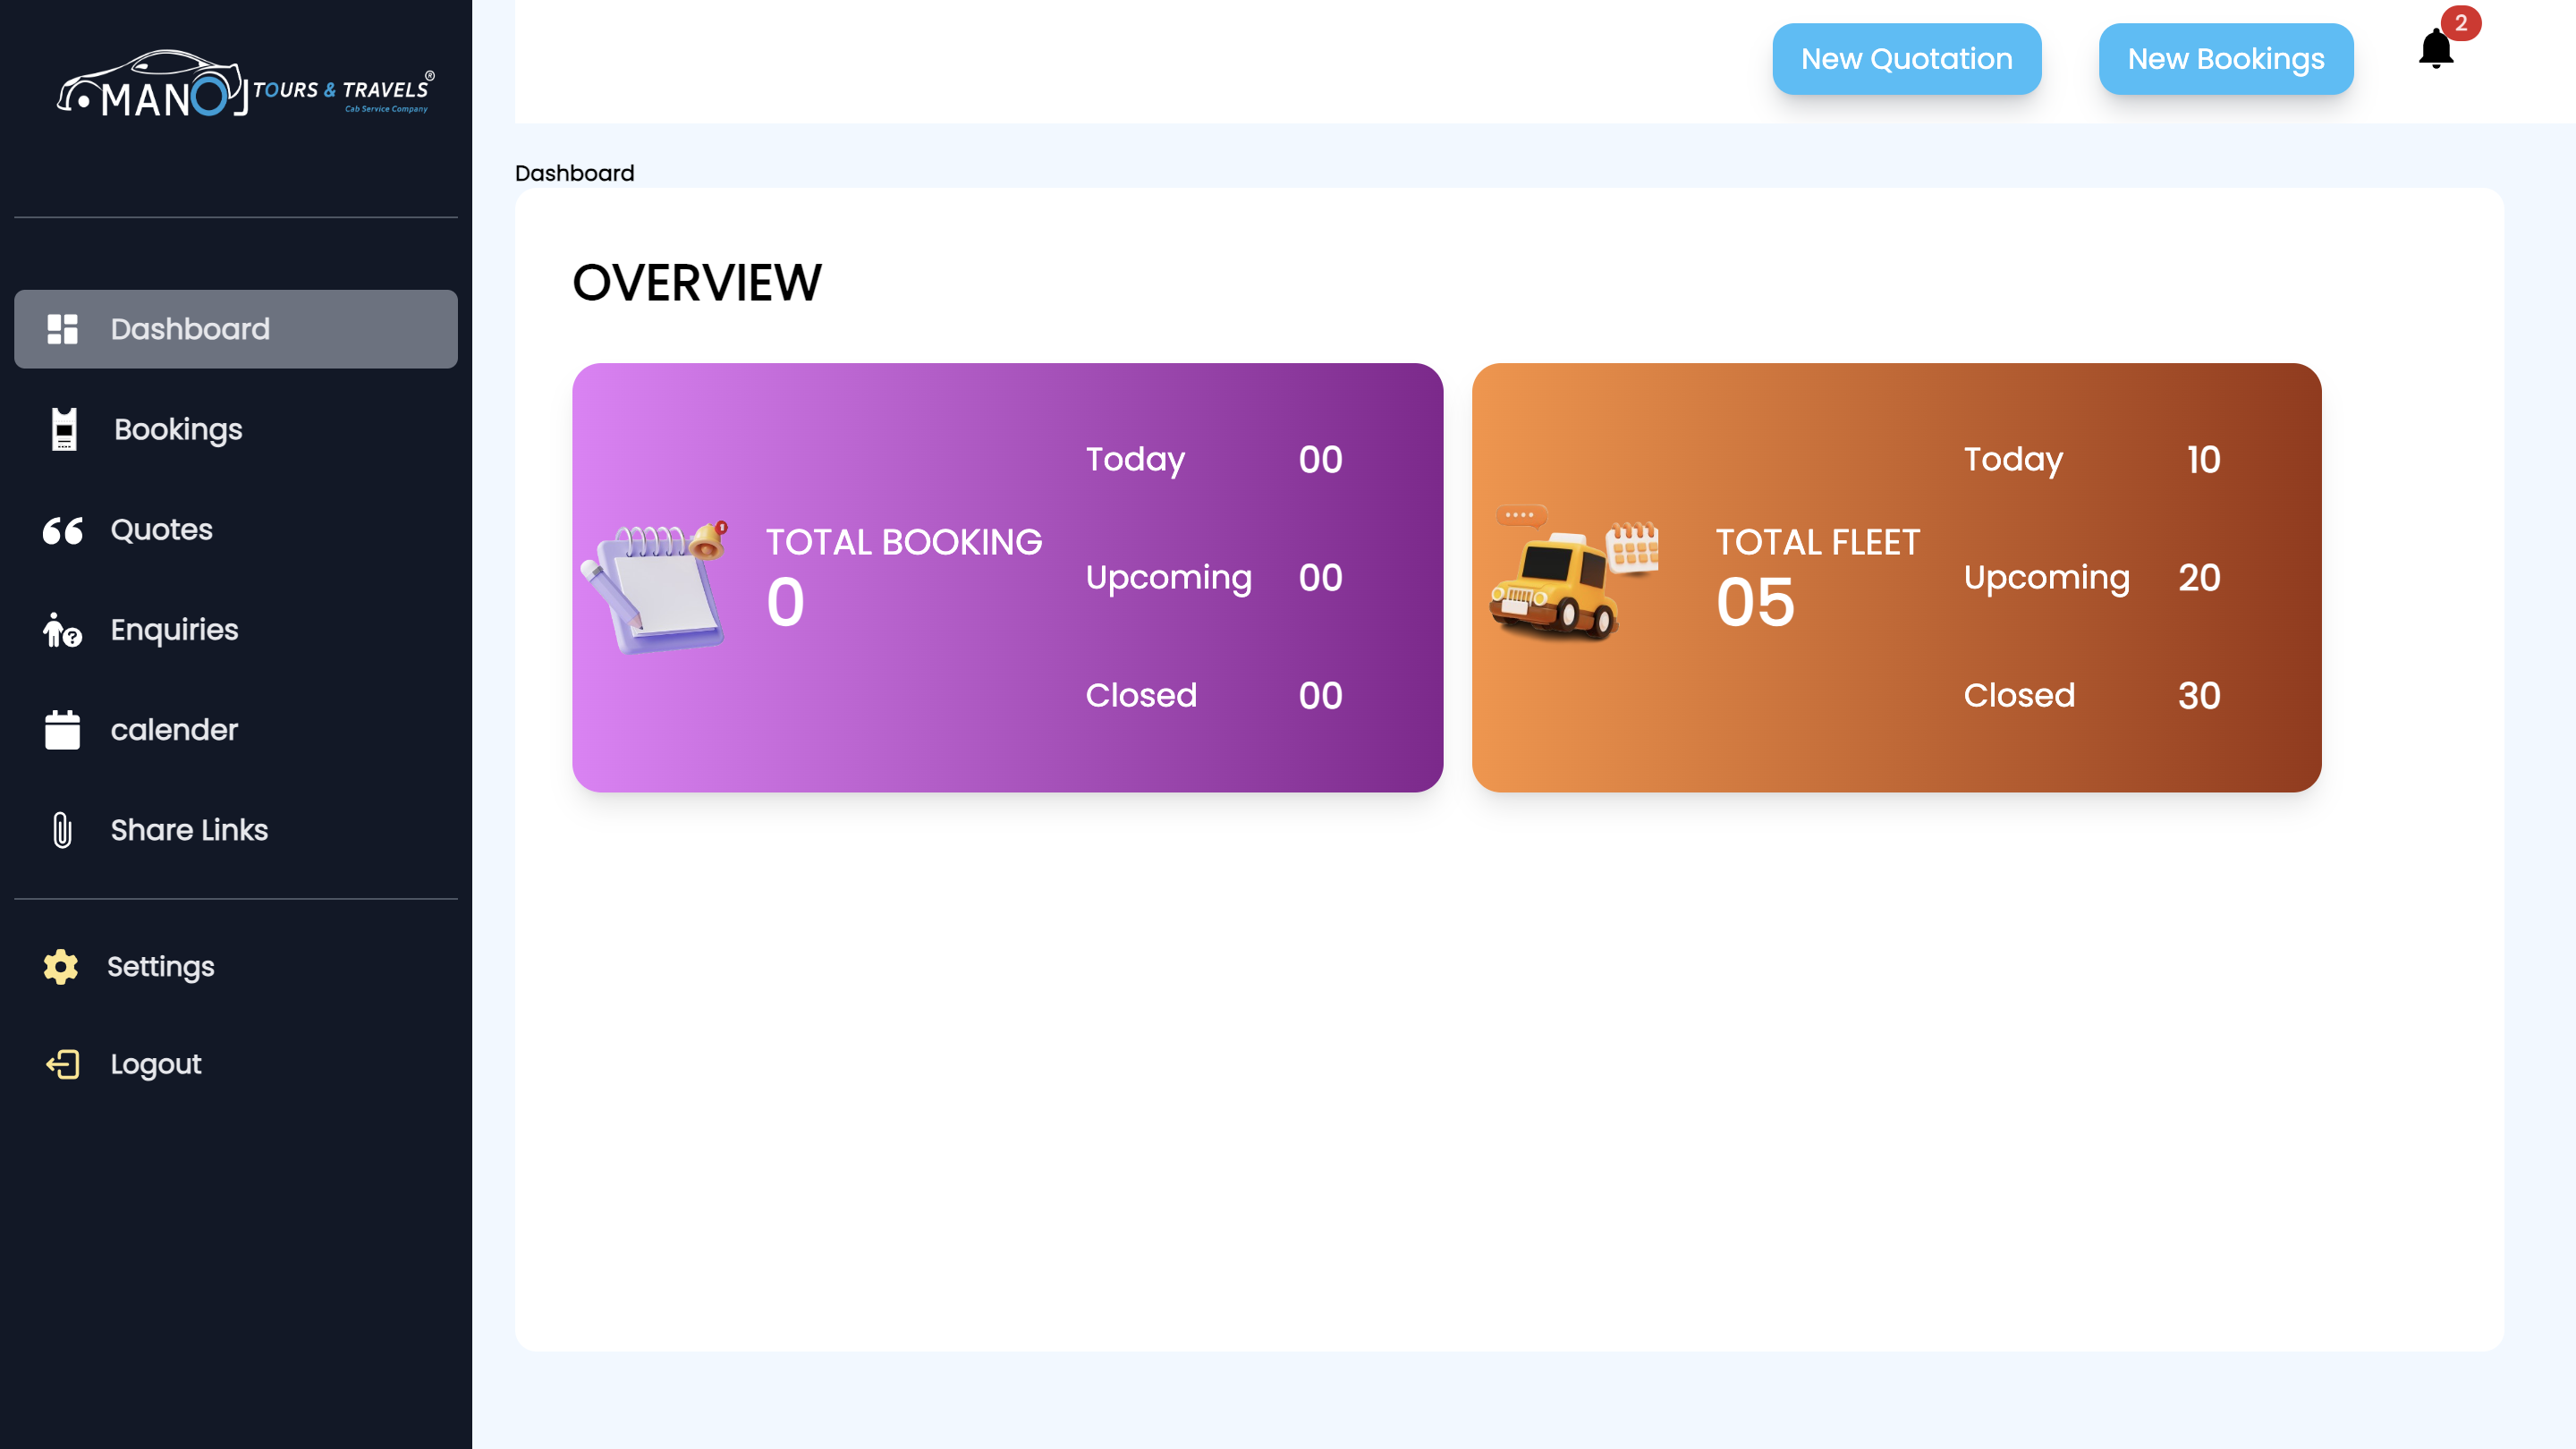 MANOJ TOURS & TRAVELS®
Cab Service Company
Dashboard
Bookings
Quotes
Enquiries
calender
Share Links
Settings
Logout
New Quotation
New Bookings
2
Dashboard
OVERVIEW
TOTAL BOOKING
0
Today 00
Upcoming 00
Closed 00
TOTAL FLEET
05
Today 10
Upcoming 20
Closed 30